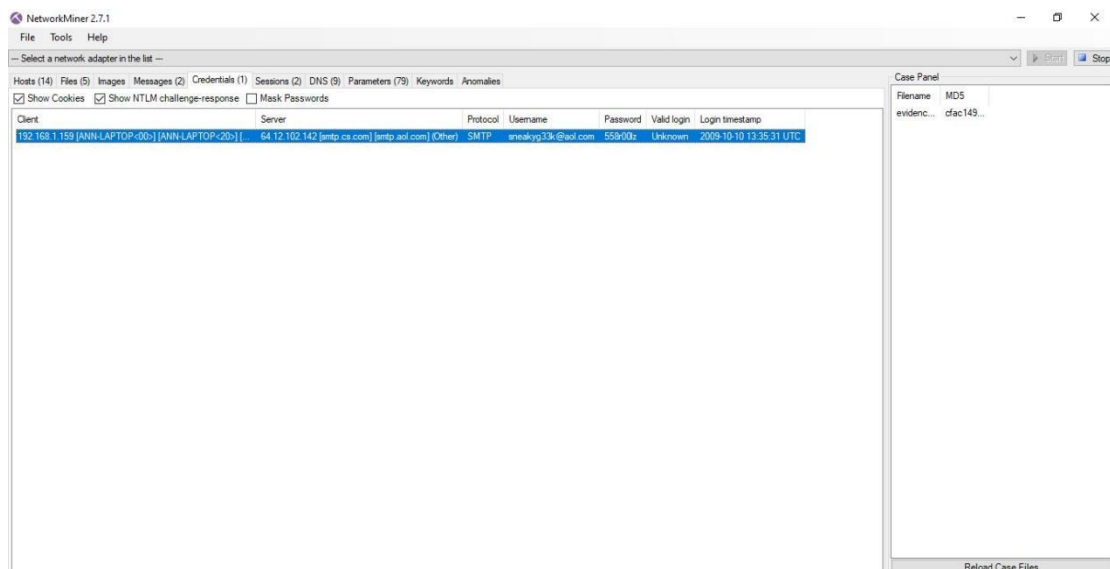 NetworkMiner 2.7.1
File Tools Help
--- Select a network adapter in the list ---
Start Stop
Hosts (14) Files (5) Images Messages (2) Credentials (1) Sessions (2) DNS (9) Parameters (79) Keywords Anomalies
Show Cookies Show NTLM challenge-response Mask Passwords
Client Server Protocol Username Password Valid login Login timestamp
192.168.1.159 [ANN-LAPTOP<00>] [ANN-LAPTOP<20>] [... 64.12.102.142 [smtp.cs.com] [smtp.aol.com] (Other) SMTP sneakyg33k@aol.com 558r00lz Unknown 2009-10-10 13:35:31 UTC
Case Panel
Filename MD5
evidenc... cfac149...
Reload Case Files